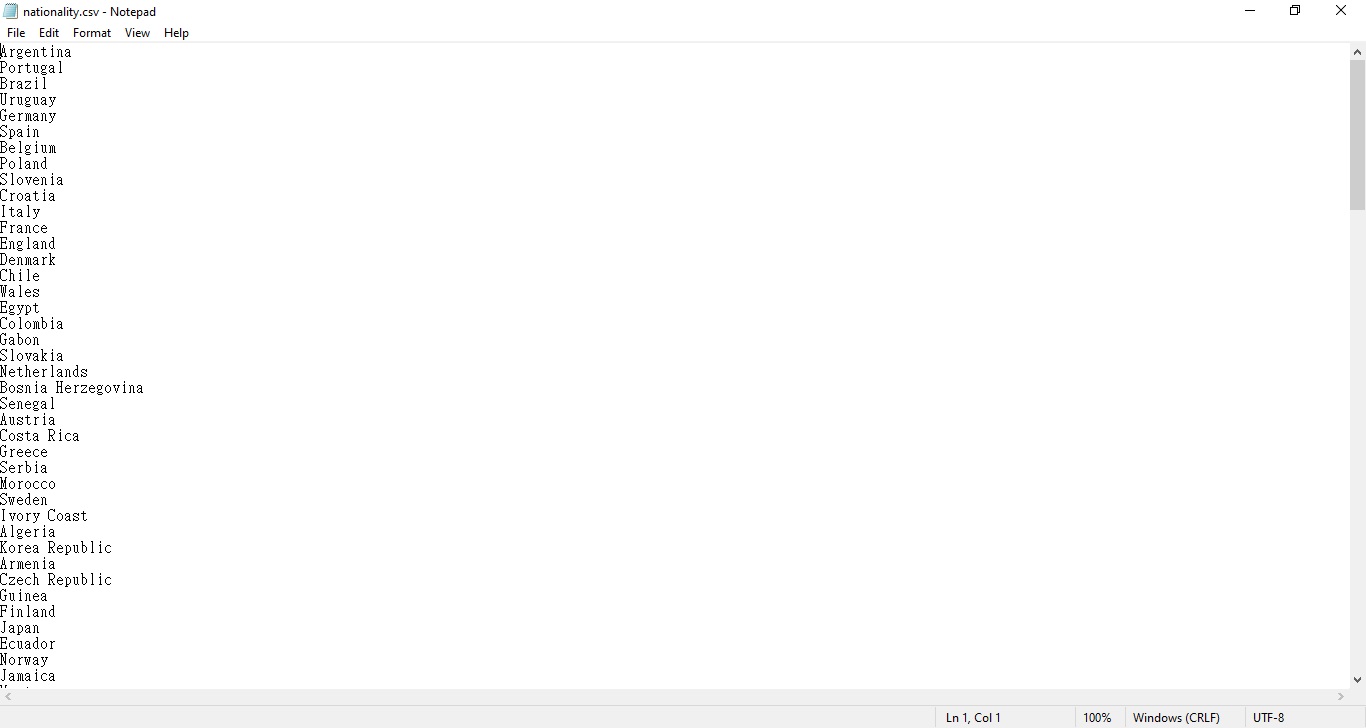 nationality.csv - Notepad
File Edit Format View Help
Argentina
Portugal
Brazil
Uruguay
Germany
Spain
Belgium
Poland
Slovenia
Croatia
Italy
France
England
Denmark
Chile
Wales
Egypt
Colombia
Gabon
Slovakia
Netherlands
Bosnia Herzegovina
Senegal
Austria
Costa Rica
Greece
Serbia
Morocco
Sweden
Ivory Coast
Algeria
Korea Republic
Armenia
Czech Republic
Guinea
Finland
Japan
Ecuador
Norway
Jamaica
Ln 1, Col 1 100% Windows (CRLF) UTF-8